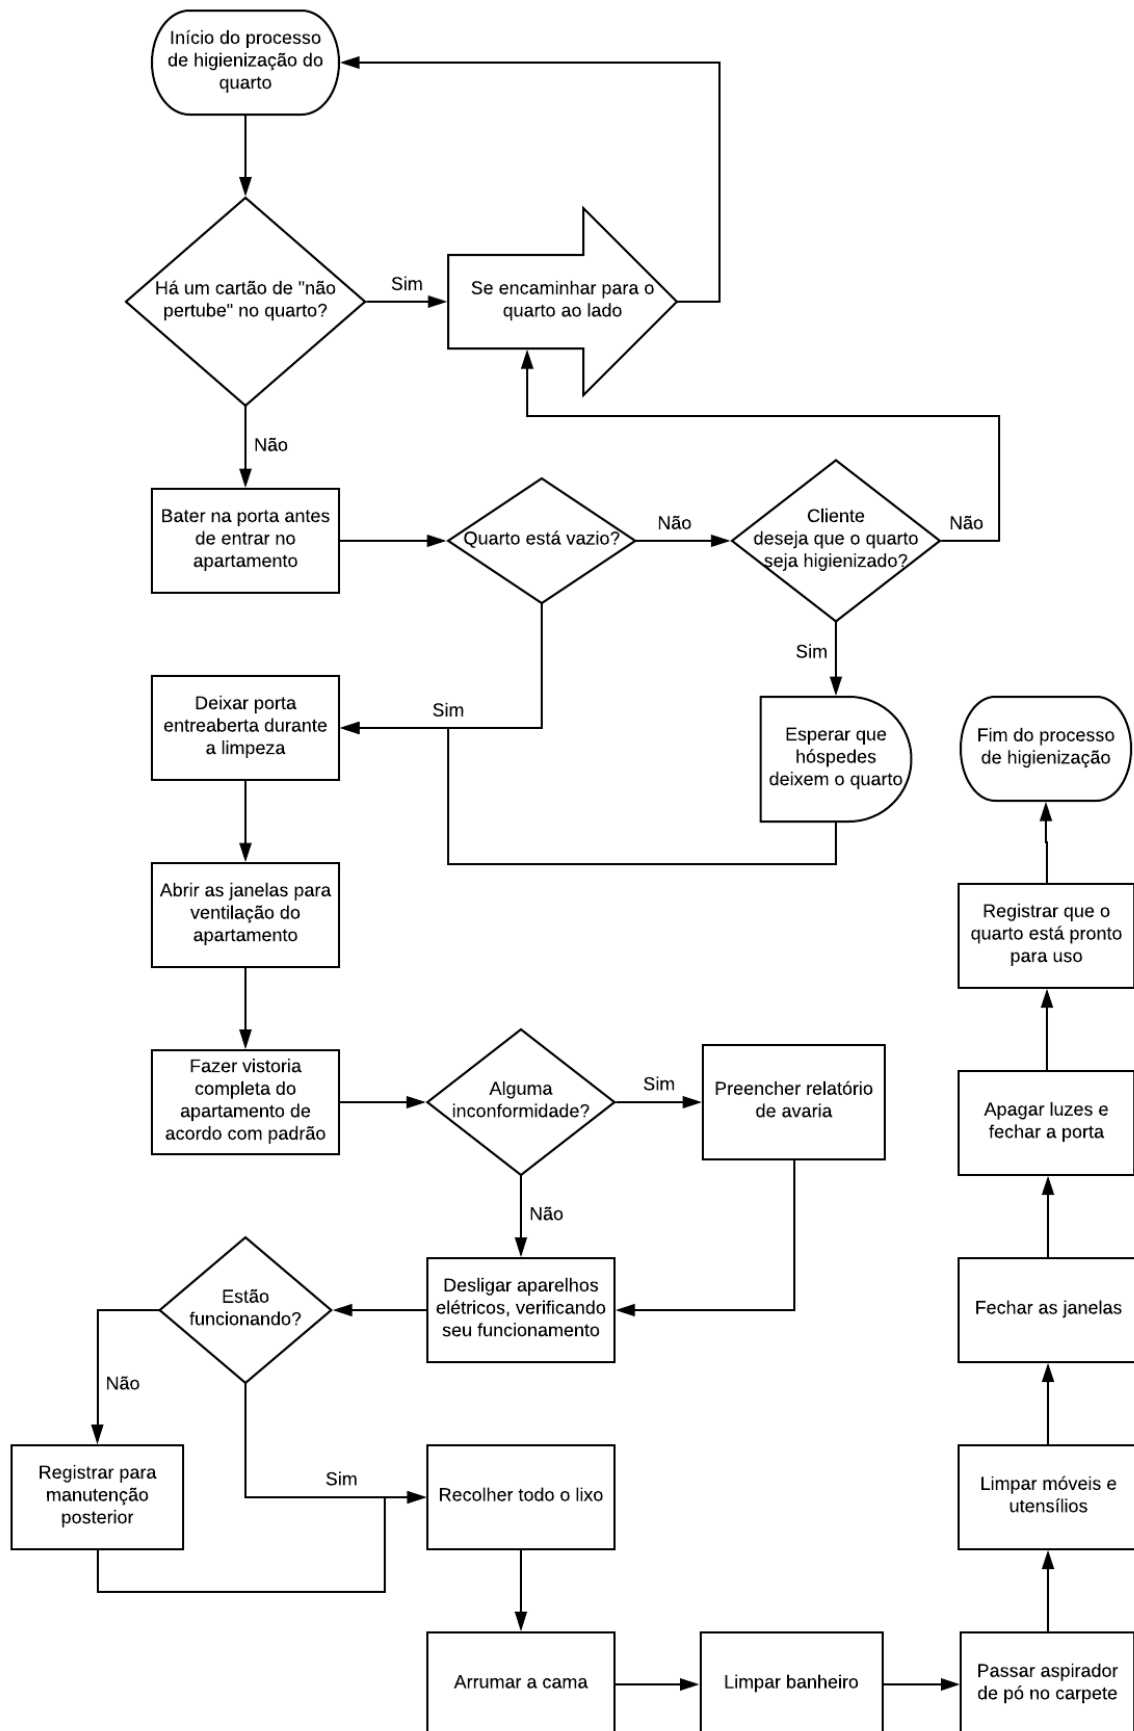 Início do processo
de higienização do
quarto
Há um cartão de "não
pertube" no quarto?
Sim
Se encaminhar para o
quarto ao lado
Não
Bater na porta antes
de entrar no
apartamento
Quarto está vazio?
Não
Cliente
deseja que o quarto
seja higienizado?
Não
Sim
Sim
Deixar porta
entreaberta durante
a limpeza
Esperar que
hóspedes
deixem o quarto
Fim do processo
de higienização
Abrir as janelas para
ventilação do
apartamento
Registrar que o
quarto está pronto
para uso
Fazer vistoria
completa do
apartamento de
acordo com padrão
Alguma
inconformidade?
Sim
Preencher relatório
de avaria
Apagar luzes e
fechar a porta
Não
Desligar aparelhos
elétricos, verificando
seu funcionamento
Estão
funcionando?
Fechar as janelas
Não
Registrar para
manutenção
posterior
Sim
Recolher todo o lixo
Limpar móveis e
utensílios
Arrumar a cama
Limpar banheiro
Passar aspirador
de pó no carpete